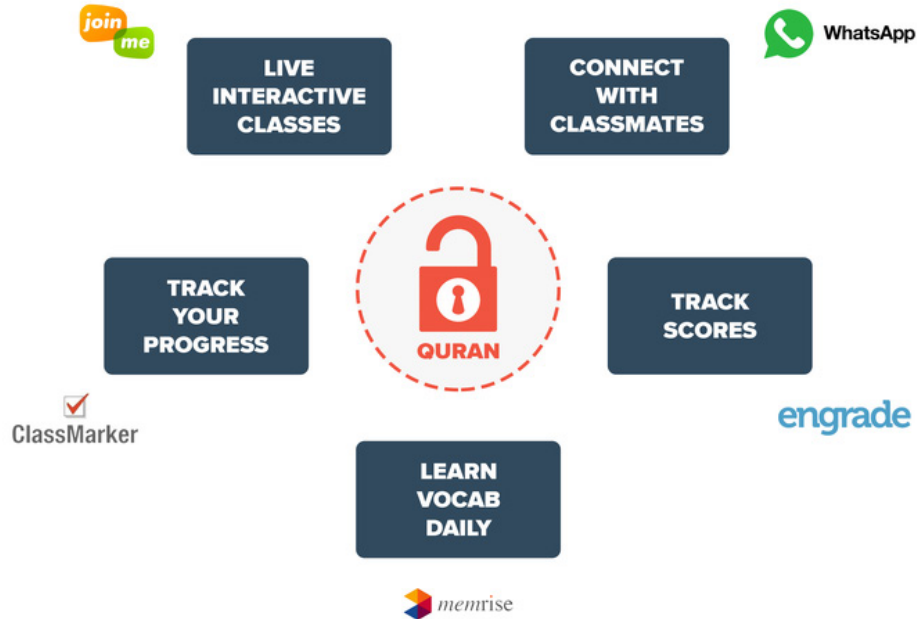 join
me
LIVE
INTERACTIVE
CLASSES
CONNECT
WITH
CLASSMATES
WhatsApp
TRACK
YOUR
PROGRESS
QURAN
TRACK
SCORES
ClassMarker
engrade
LEARN
VOCAB
DAILY
memrise